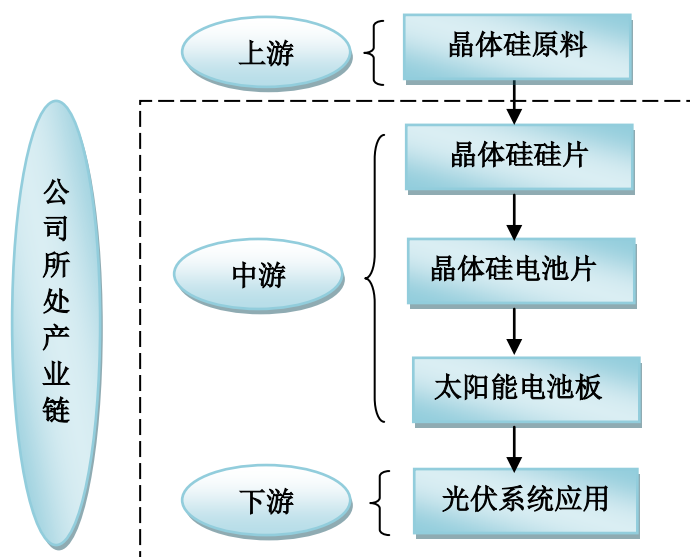 上游
晶体硅原料
公司所处产业链
晶体硅硅片
中游
晶体硅电池片
太阳能电池板
下游
光伏系统应用